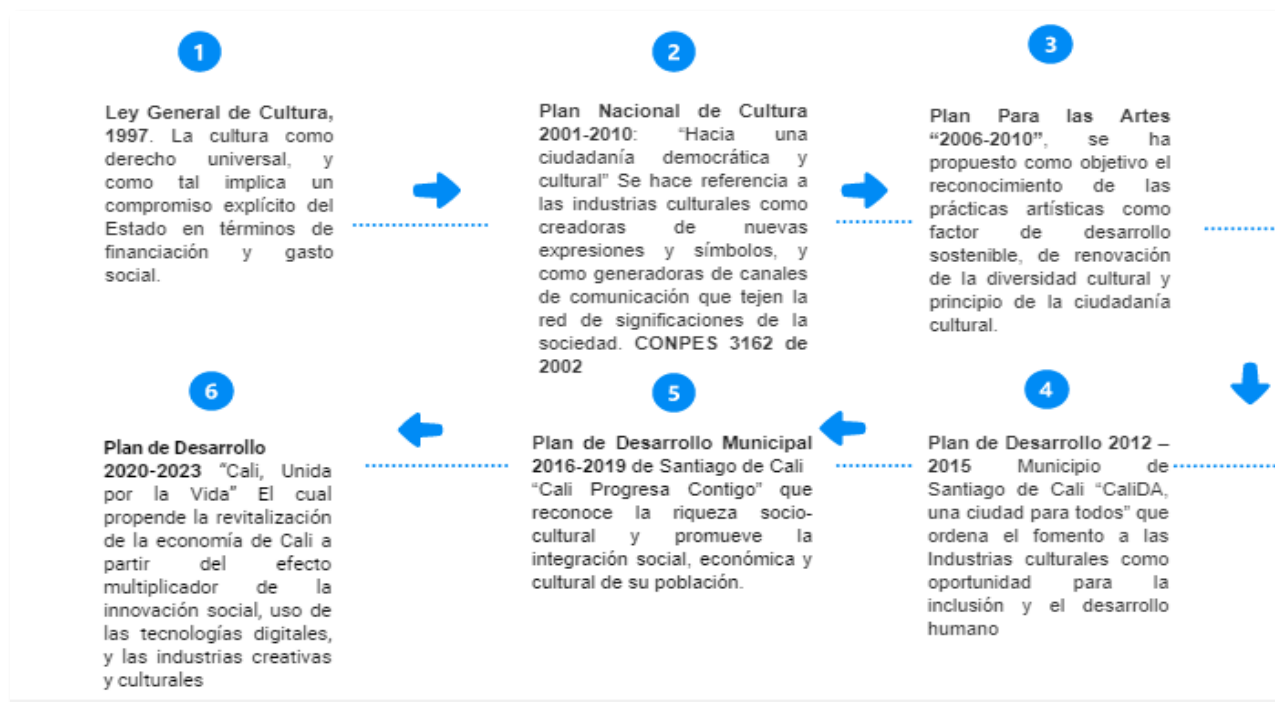 1
Ley General de Cultura,
1997. La cultura como
derecho universal, y
como tal implica un
compromiso explícito del
Estado en términos de
financiación y gasto
social.
2
Plan Nacional de Cultura
2001-2010: “Hacia una
ciudadanía democrática y
cultural” Se hace referencia a
las industrias culturales como
creadoras de nuevas
expresiones y símbolos, y
como generadoras de canales
de comunicación que tejen la
red de significaciones de la
sociedad. CONPES 3162 de
2002
3
Plan Para las Artes
“2006-2010”, se ha
propuesto como objetivo el
reconocimiento de las
prácticas artísticas como
factor de desarrollo
sostenible, de renovación
de la diversidad cultural y
principio de la ciudadanía
cultural.
4
Plan de Desarrollo 2012 –
2015 Municipio de
Santiago de Cali “CaliDA,
una ciudad para todos” que
ordena el fomento a las
Industrias culturales como
oportunidad para la
inclusión y el desarrollo
humano
5
Plan de Desarrollo Municipal
2016-2019 de Santiago de Cali
“Cali Progresa Contigo” que
reconoce la riqueza socio-
cultural y promueve la
integración social, económica y
cultural de su población.
6
Plan de Desarrollo
2020-2023 “Cali, Unida
por la Vida” El cual
propende la revitalización
de la economía de Cali a
partir del efecto
multiplicador de la
innovación social, uso de
las tecnologías digitales,
y las industrias creativas
y culturales